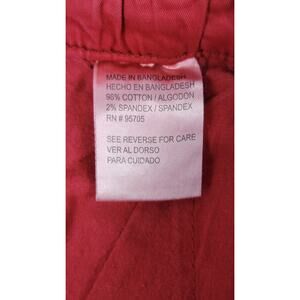 MADE IN BANGLADESH
HECHO EN BANGLADESH
98% COTTON / ALGODON
2% SPANDEX / SPANDEX
RN # 95705
SEE REVERSE FOR CARE
VER AL DORSO
PARA CUIDADO